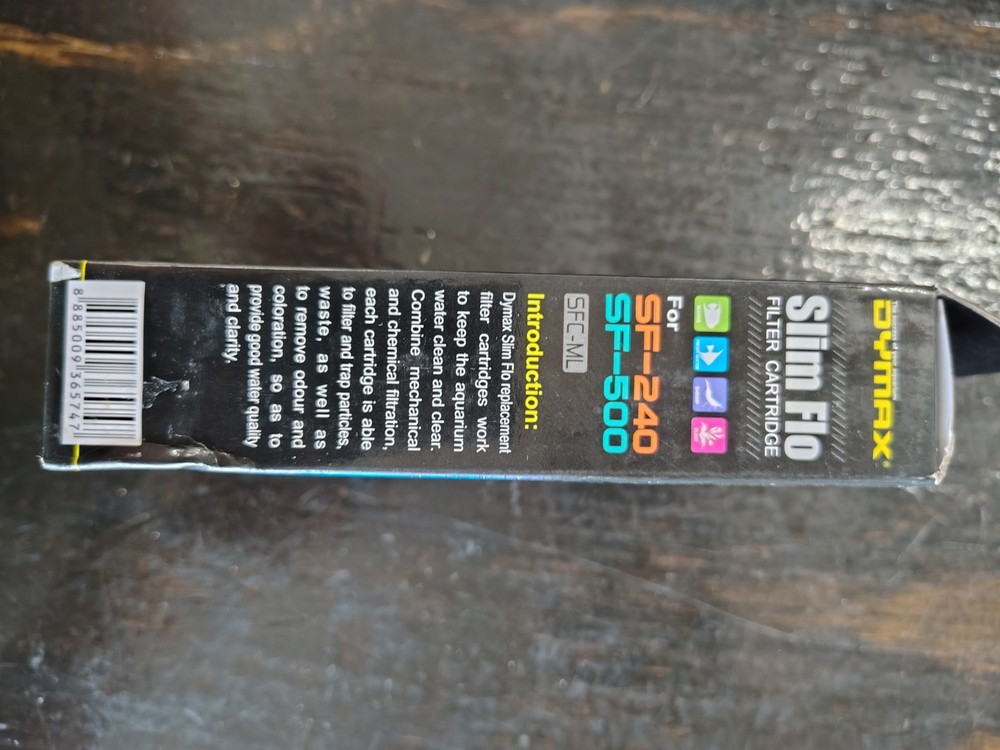 DYMAX
Slim Flo
FILTER CARTRIDGE
For
SF-240
SF-500
SFC-ML
Introduction:
Dymax Slim Flo replacement
filter cartridges work
to keep the aquarium
water clean and clear.
Combine mechanical
and chemical filtration,
each cartridge is able
to filter and trap particles,
waste, as well as
to remove odour and
coloration, so as to
provide good water quality
and clarity.
8 885009 365747